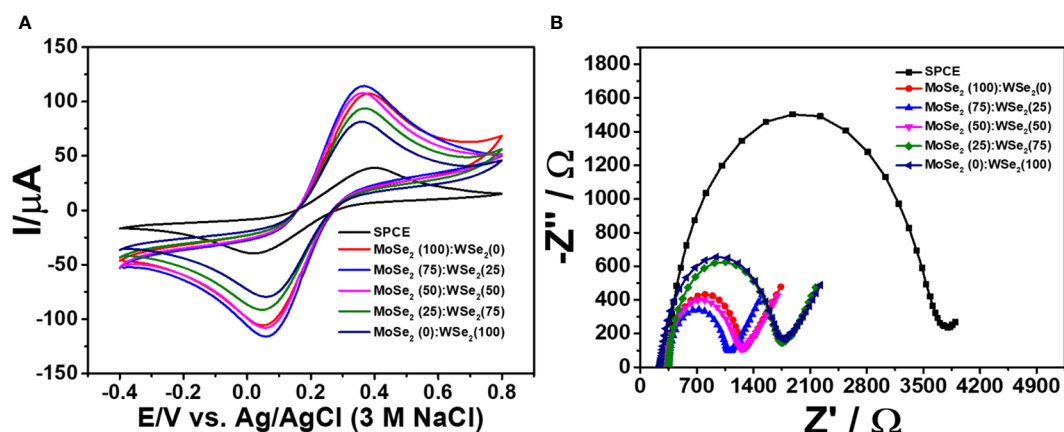 A
150
100
50
0
-50
-100
-150
I/μA
-0.4 -0.2 0.0 0.2 0.4 0.6 0.8
E/V vs. Ag/AgCl (3 M NaCl)
SPCE
MoSe₂ (100):WSe₂(0)
MoSe₂ (75):WSe₂(25)
MoSe₂ (50):WSe₂(50)
MoSe₂ (25):WSe₂(75)
MoSe₂ (0):WSe₂(100)
B
1800
1600
1400
1200
1000
800
600
400
200
0
-Z" / Ω
0 700 1400 2100 2800 3500 4200 4900
Z' / Ω
SPCE
MoSe₂ (100):WSe₂(0)
MoSe₂ (75):WSe₂(25)
MoSe₂ (50):WSe₂(50)
MoSe₂ (25):WSe₂(75)
MoSe₂ (0):WSe₂(100)